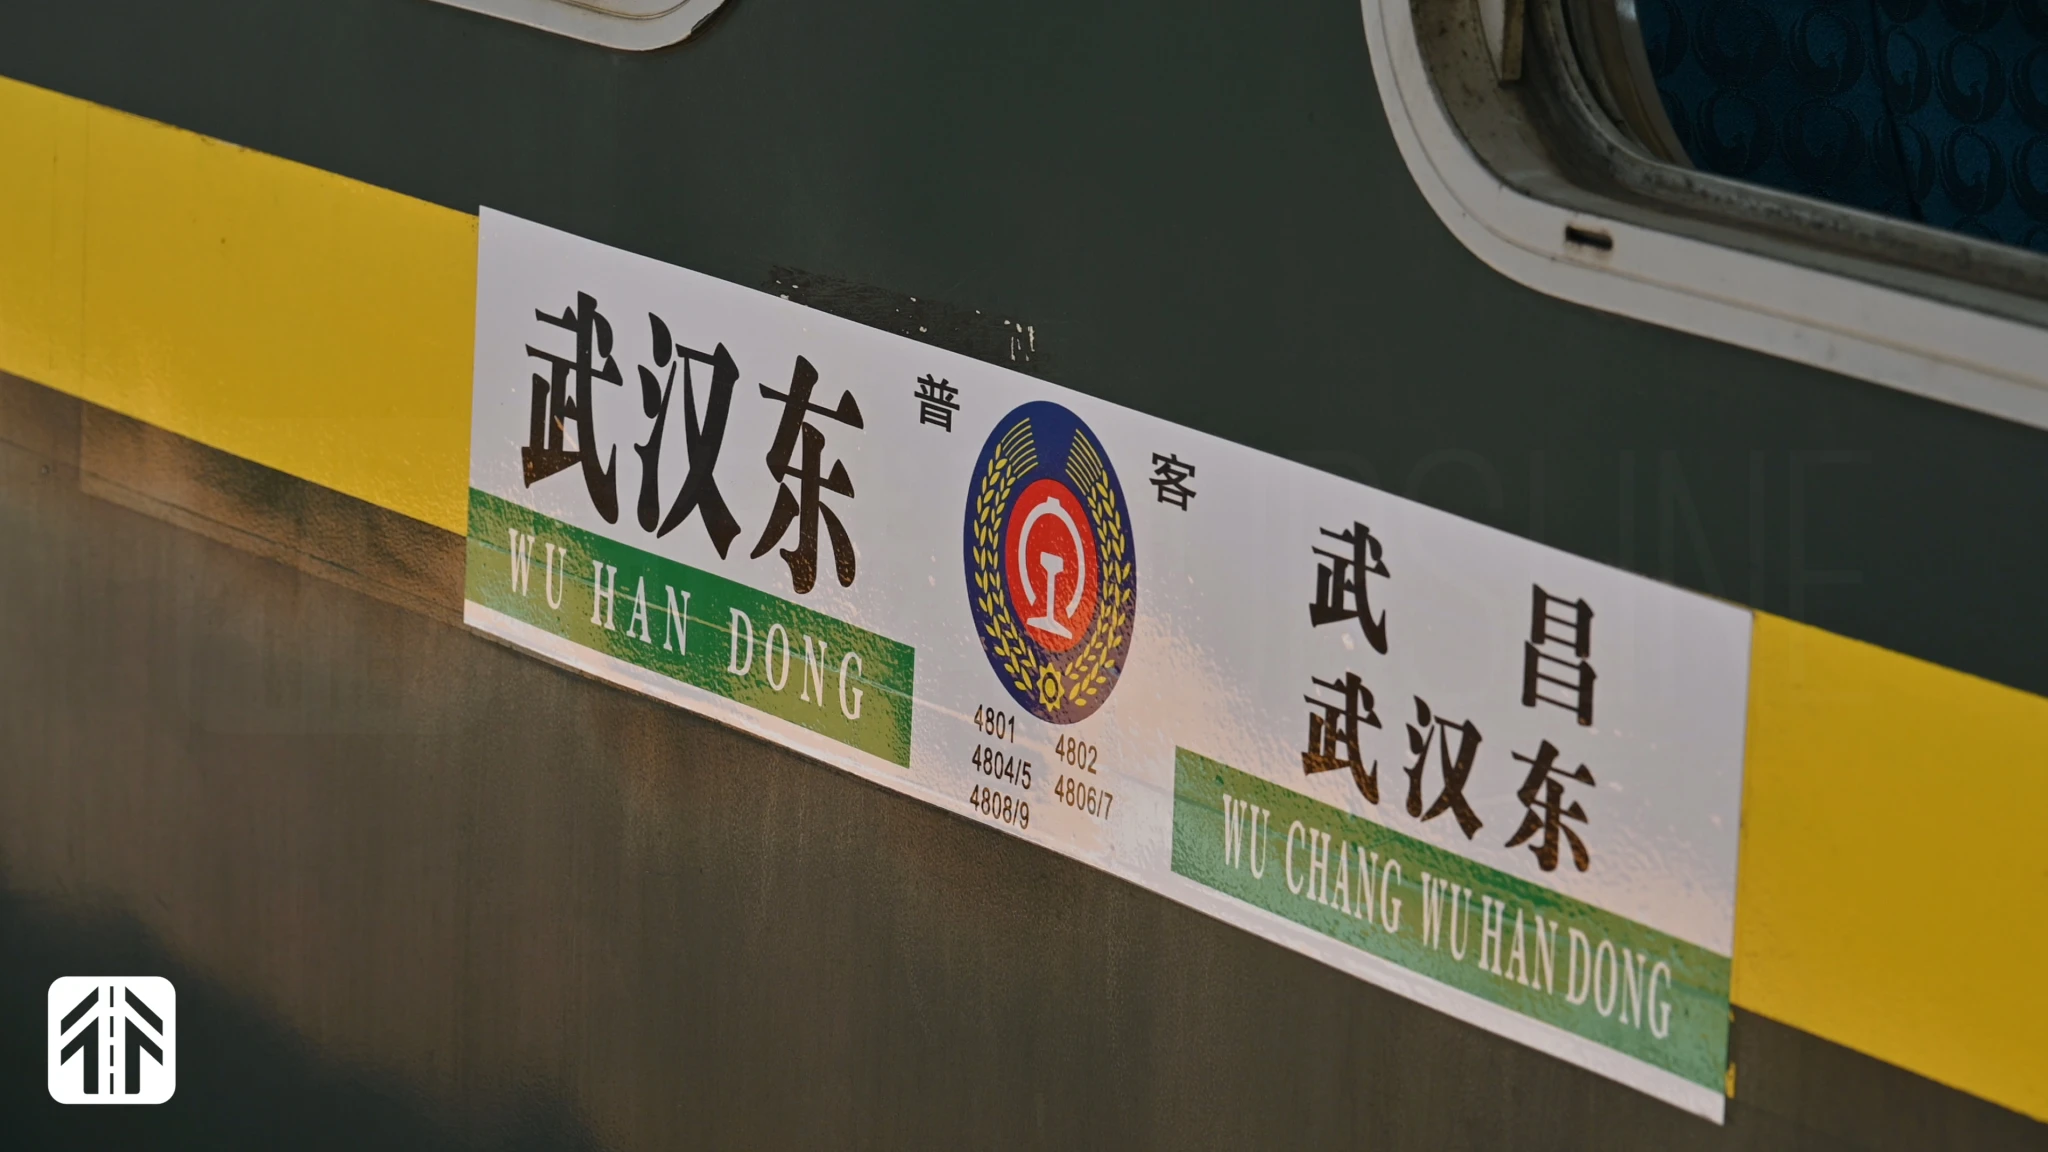 武汉东
WU HAN DONG
普 客
4801 4802
4804/5 4806/7
4808/9
武 昌
武汉东
WU CHANG WU HAN DONG